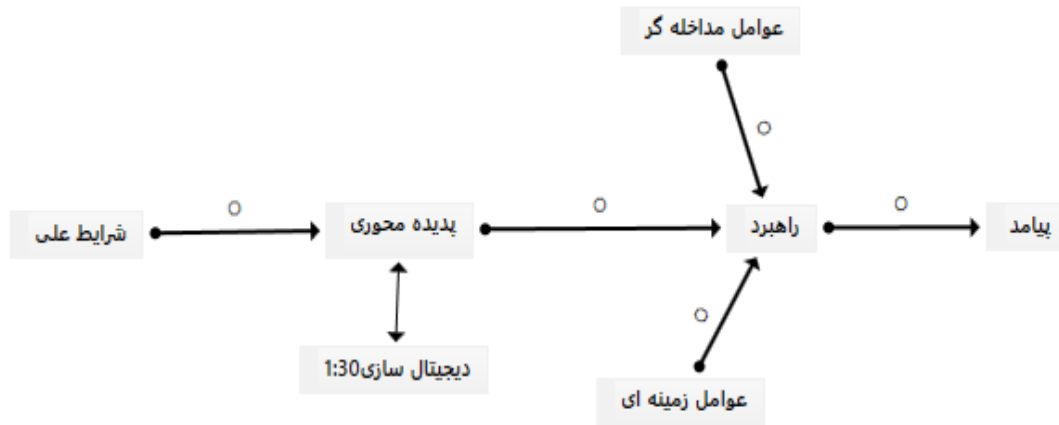 عوامل مداخله گر
شرایط علی
پدیده محوری
راهبرد
پیامد
دیجیتال سازی1:30
عوامل زمینه ای